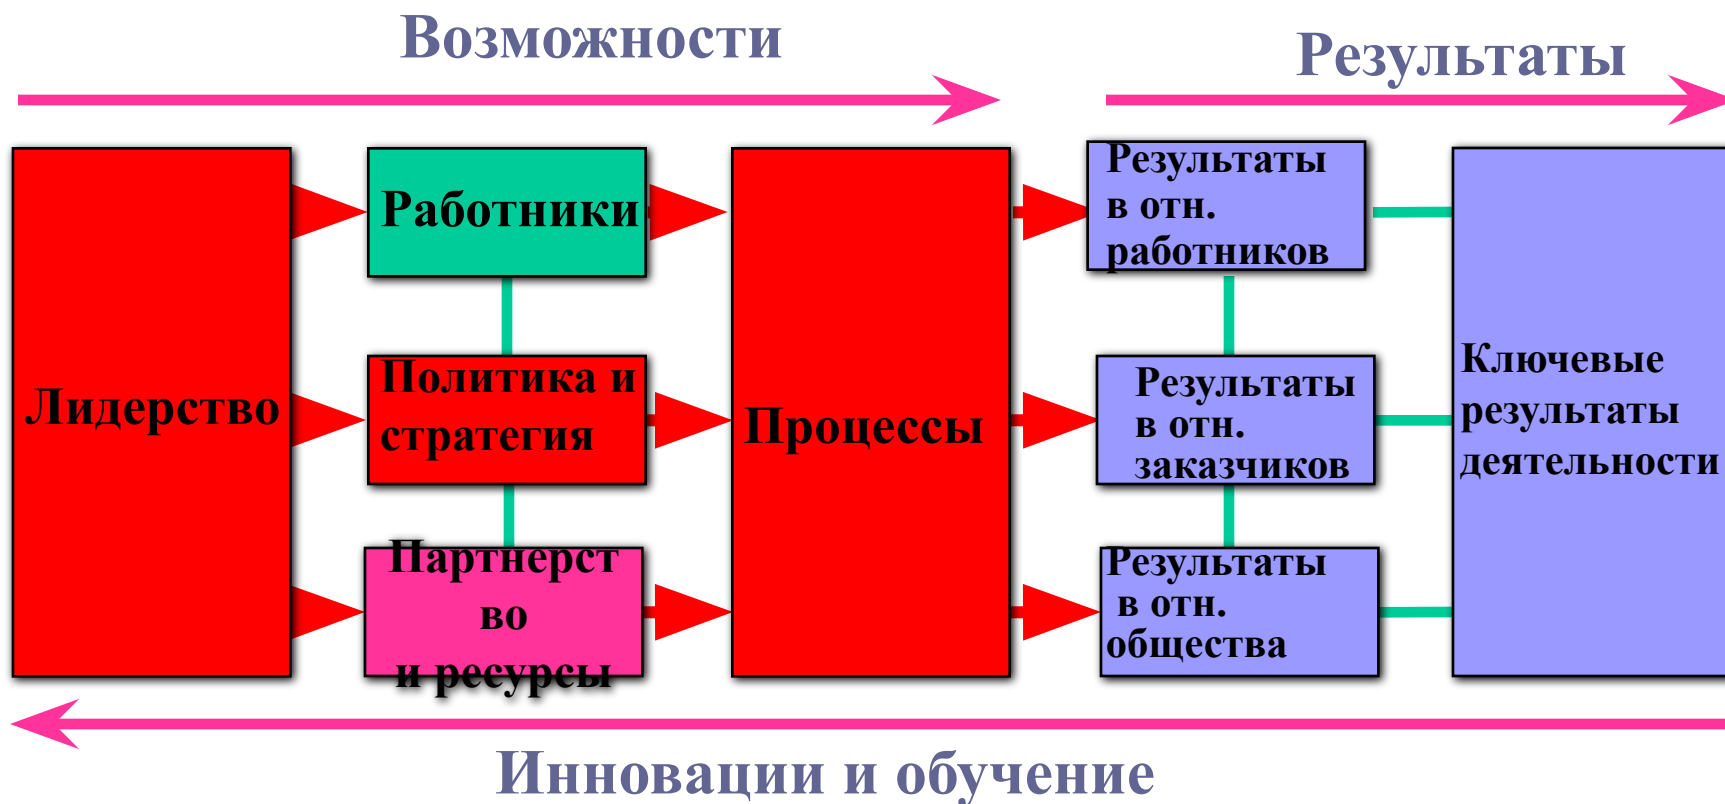 Возможности
Результаты
Лидерство
Работники
Политика и
стратегия
Партнерст
во
и ресурсы
Процессы
Результаты
в отн.
работников
Результаты
в отн.
заказчиков
Результаты
в отн.
общества
Ключевые
результаты
деятельности
Инновации и обучение